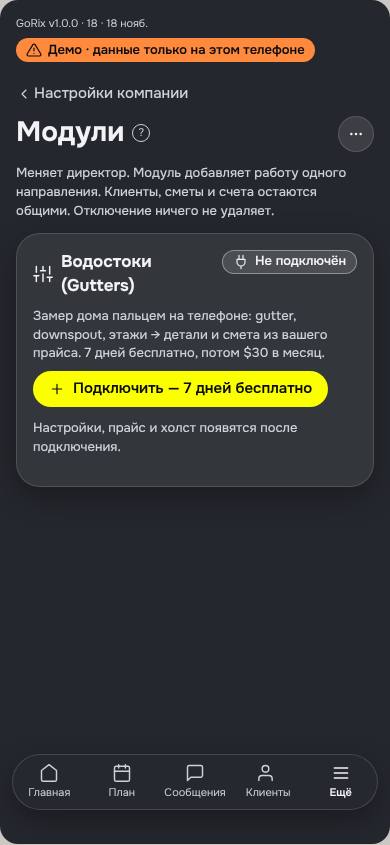 GoRix v1.0.0 · 18 · 18 нояб.
Демо · данные только на этом телефоне
Настройки компании
Модули ?
Меняет директор. Модуль добавляет работу одного
направления. Клиенты, сметы и счета остаются
общими. Отключение ничего не удаляет.
Водостоки
(Gutters)
Не подключён
Замер дома пальцем на телефоне: gutter,
downspout, этажи → детали и смета из вашего
прайса. 7 дней бесплатно, потом $30 в месяц.
+ Подключить — 7 дней бесплатно
Настройки, прайс и холст появятся после
подключения.
Главная
План
Сообщения
Клиенты
Ещё